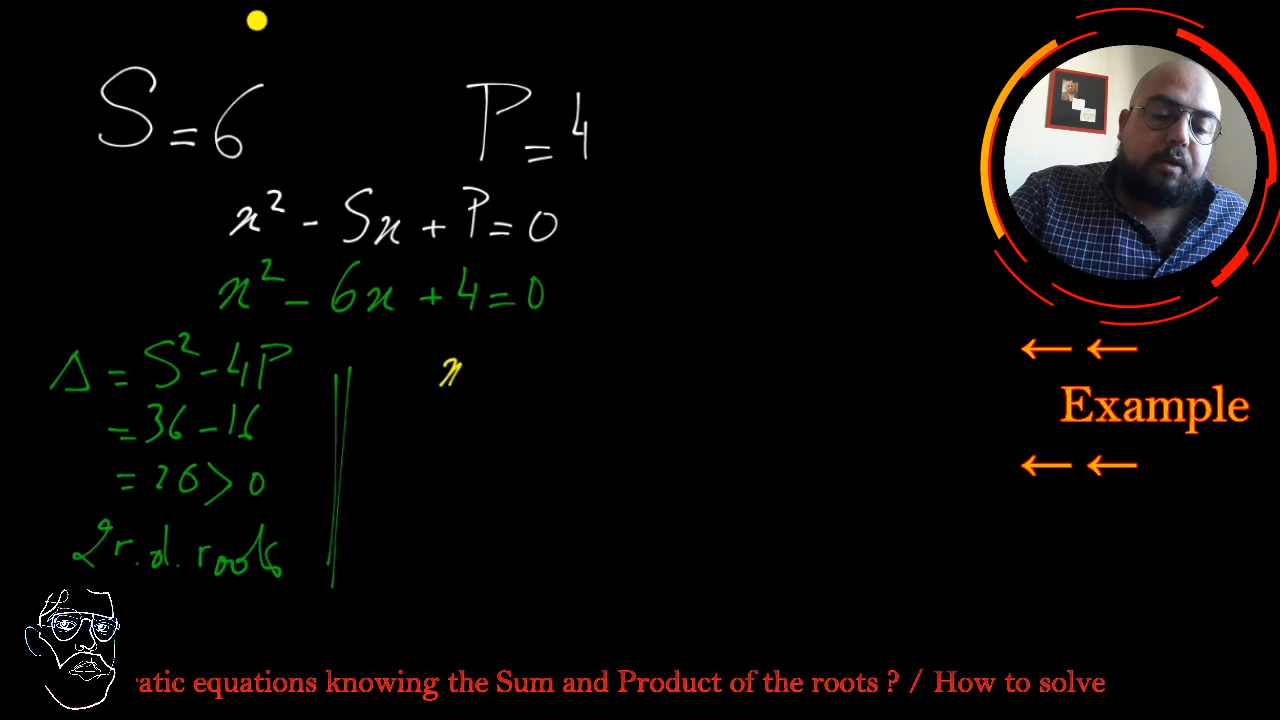 S = 6 P = 4
x² - Sx + P = 0
x² - 6x + 4 = 0
Δ = S² - 4P
= 36 - 16
= 20 > 0
2 r.d. roots
x
← ←
Example
← ←
atic equations knowing the Sum and Product of the roots ? / How to solve